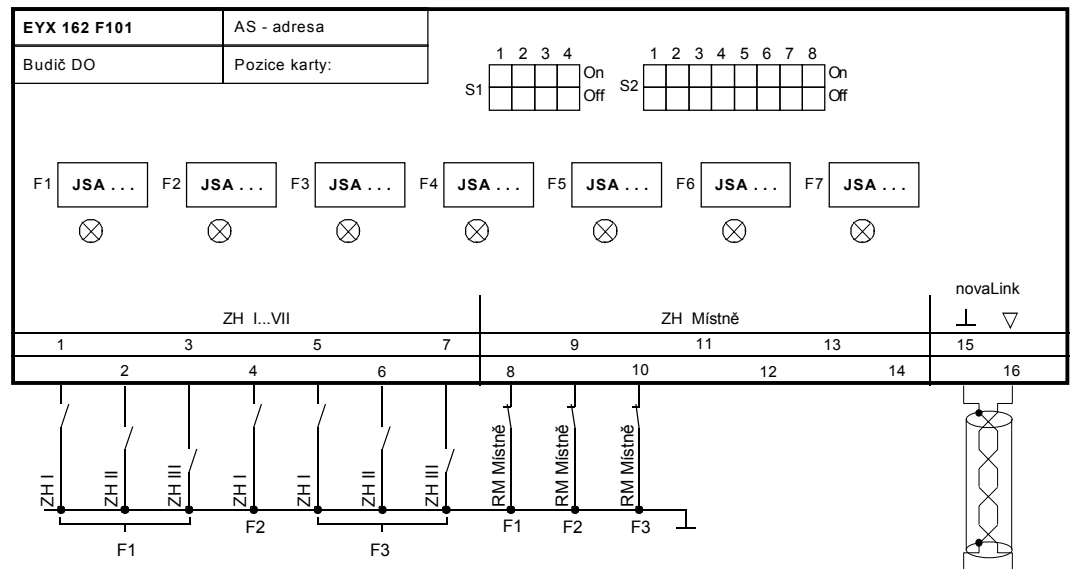 EYX 162 F101 AS - adresa
Budič DO Pozice karty:
1 2 3 4 1 2 3 4 5 6 7 8
S1 On Off S2 On Off
F1 JSA . . . F2 JSA . . . F3 JSA . . . F4 JSA . . . F5 JSA . . . F6 JSA . . . F7 JSA . . .
novaLink
ZH I...VII ZH Místně
1 3 5 7 9 11 13 15
2 4 6 8 10 12 14 16
ZH I ZH II ZH III ZH I ZH I ZH II ZH III RM Místně RM Místně RM Místně
F2 F1 F2 F3
F1 F3